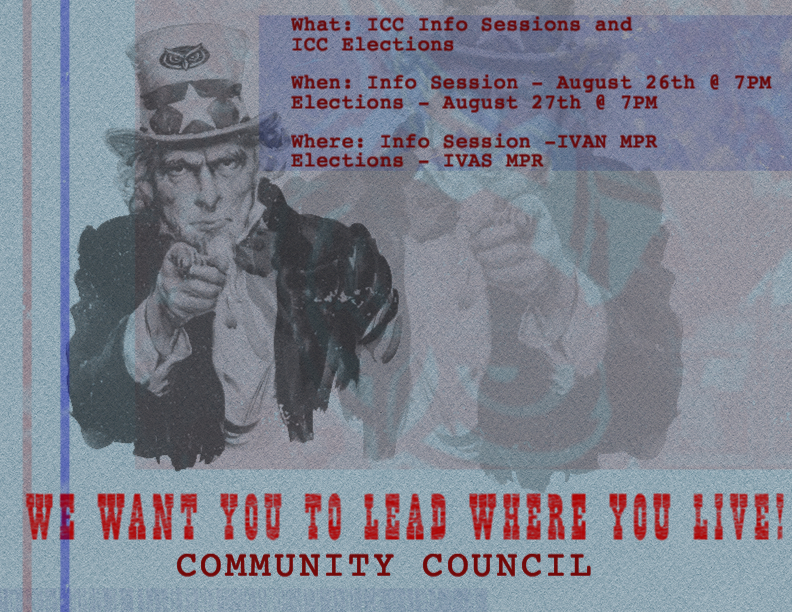 What: ICC Info Sessions and
ICC Elections
When: Info Session - August 26th @ 7PM
Elections - August 27th @ 7PM
Where: Info Session -IVAN MPR
Elections - IVAS MPR
WE WANT YOU TO LEAD WHERE YOU LIVE!
COMMUNITY COUNCIL